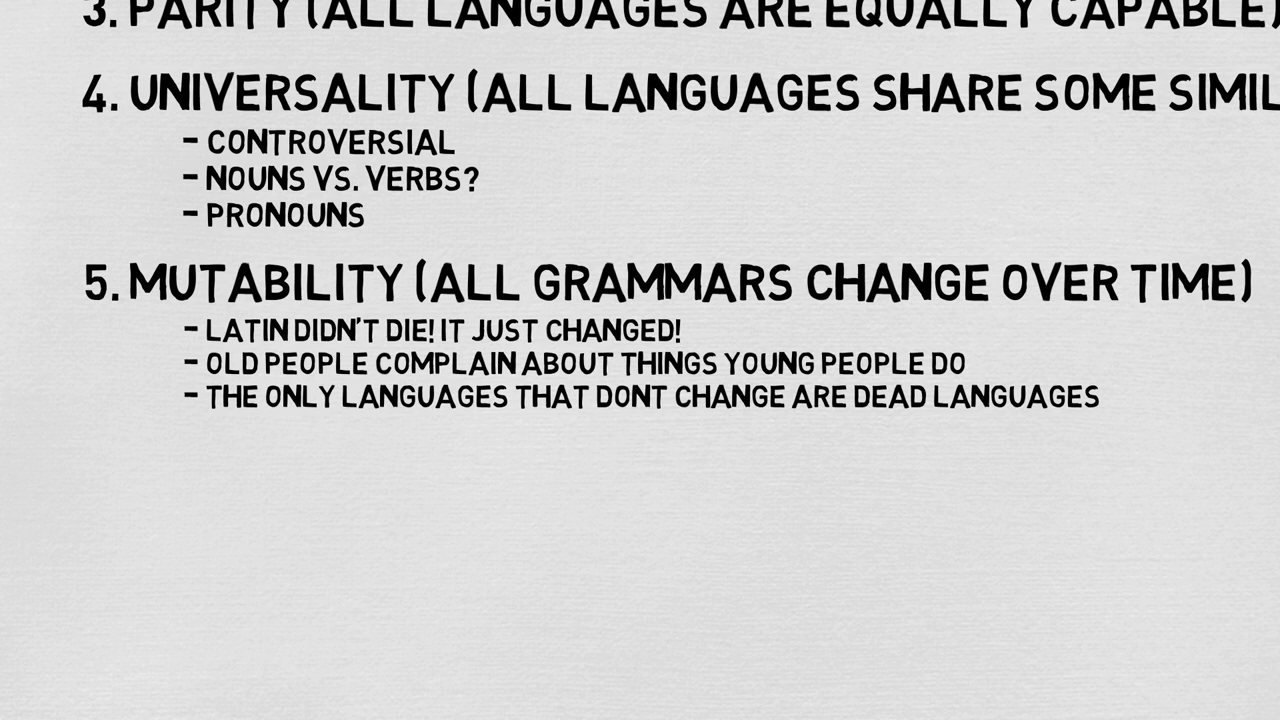 3. PARITY (ALL LANGUAGES ARE EQUALLY CAPABLE)
4. UNIVERSALITY (ALL LANGUAGES SHARE SOME
- CONTROVERSIAL
- NOUNS VS. VERBS?
- PRONOUNS
5. MUTABILITY (ALL GRAMMARS CHANGE OVER TIME)
- LATIN DIDN'T DIE! IT JUST CHANGED!
- OLD PEOPLE COMPLAIN ABOUT THINGS YOUNG PEOPLE DO
- THE ONLY LANGUAGES THAT DONT CHANGE ARE DEAD LANGUAGES